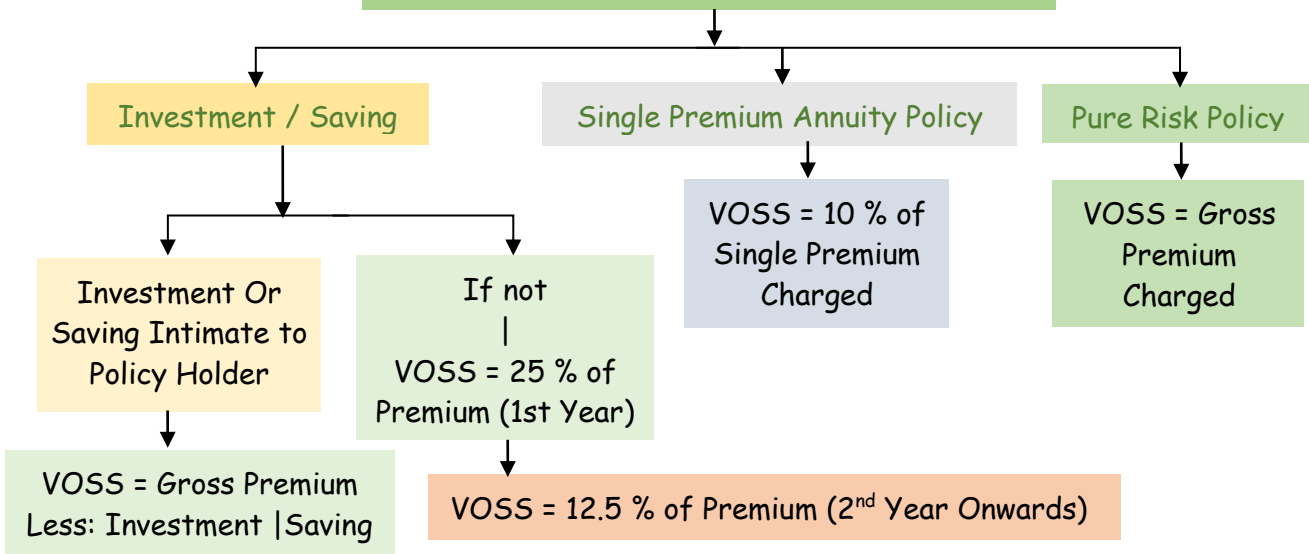 Investment / Saving
Single Premium Annuity Policy
Pure Risk Policy
VOSS = 10 % of
Single Premium
Charged
VOSS = Gross
Premium
Charged
Investment Or
Saving Intimate to
Policy Holder
If not
|
VOSS = 25 % of
Premium (1st Year)
VOSS = Gross Premium
Less: Investment |Saving
VOSS = 12.5 % of Premium (2nd Year Onwards)